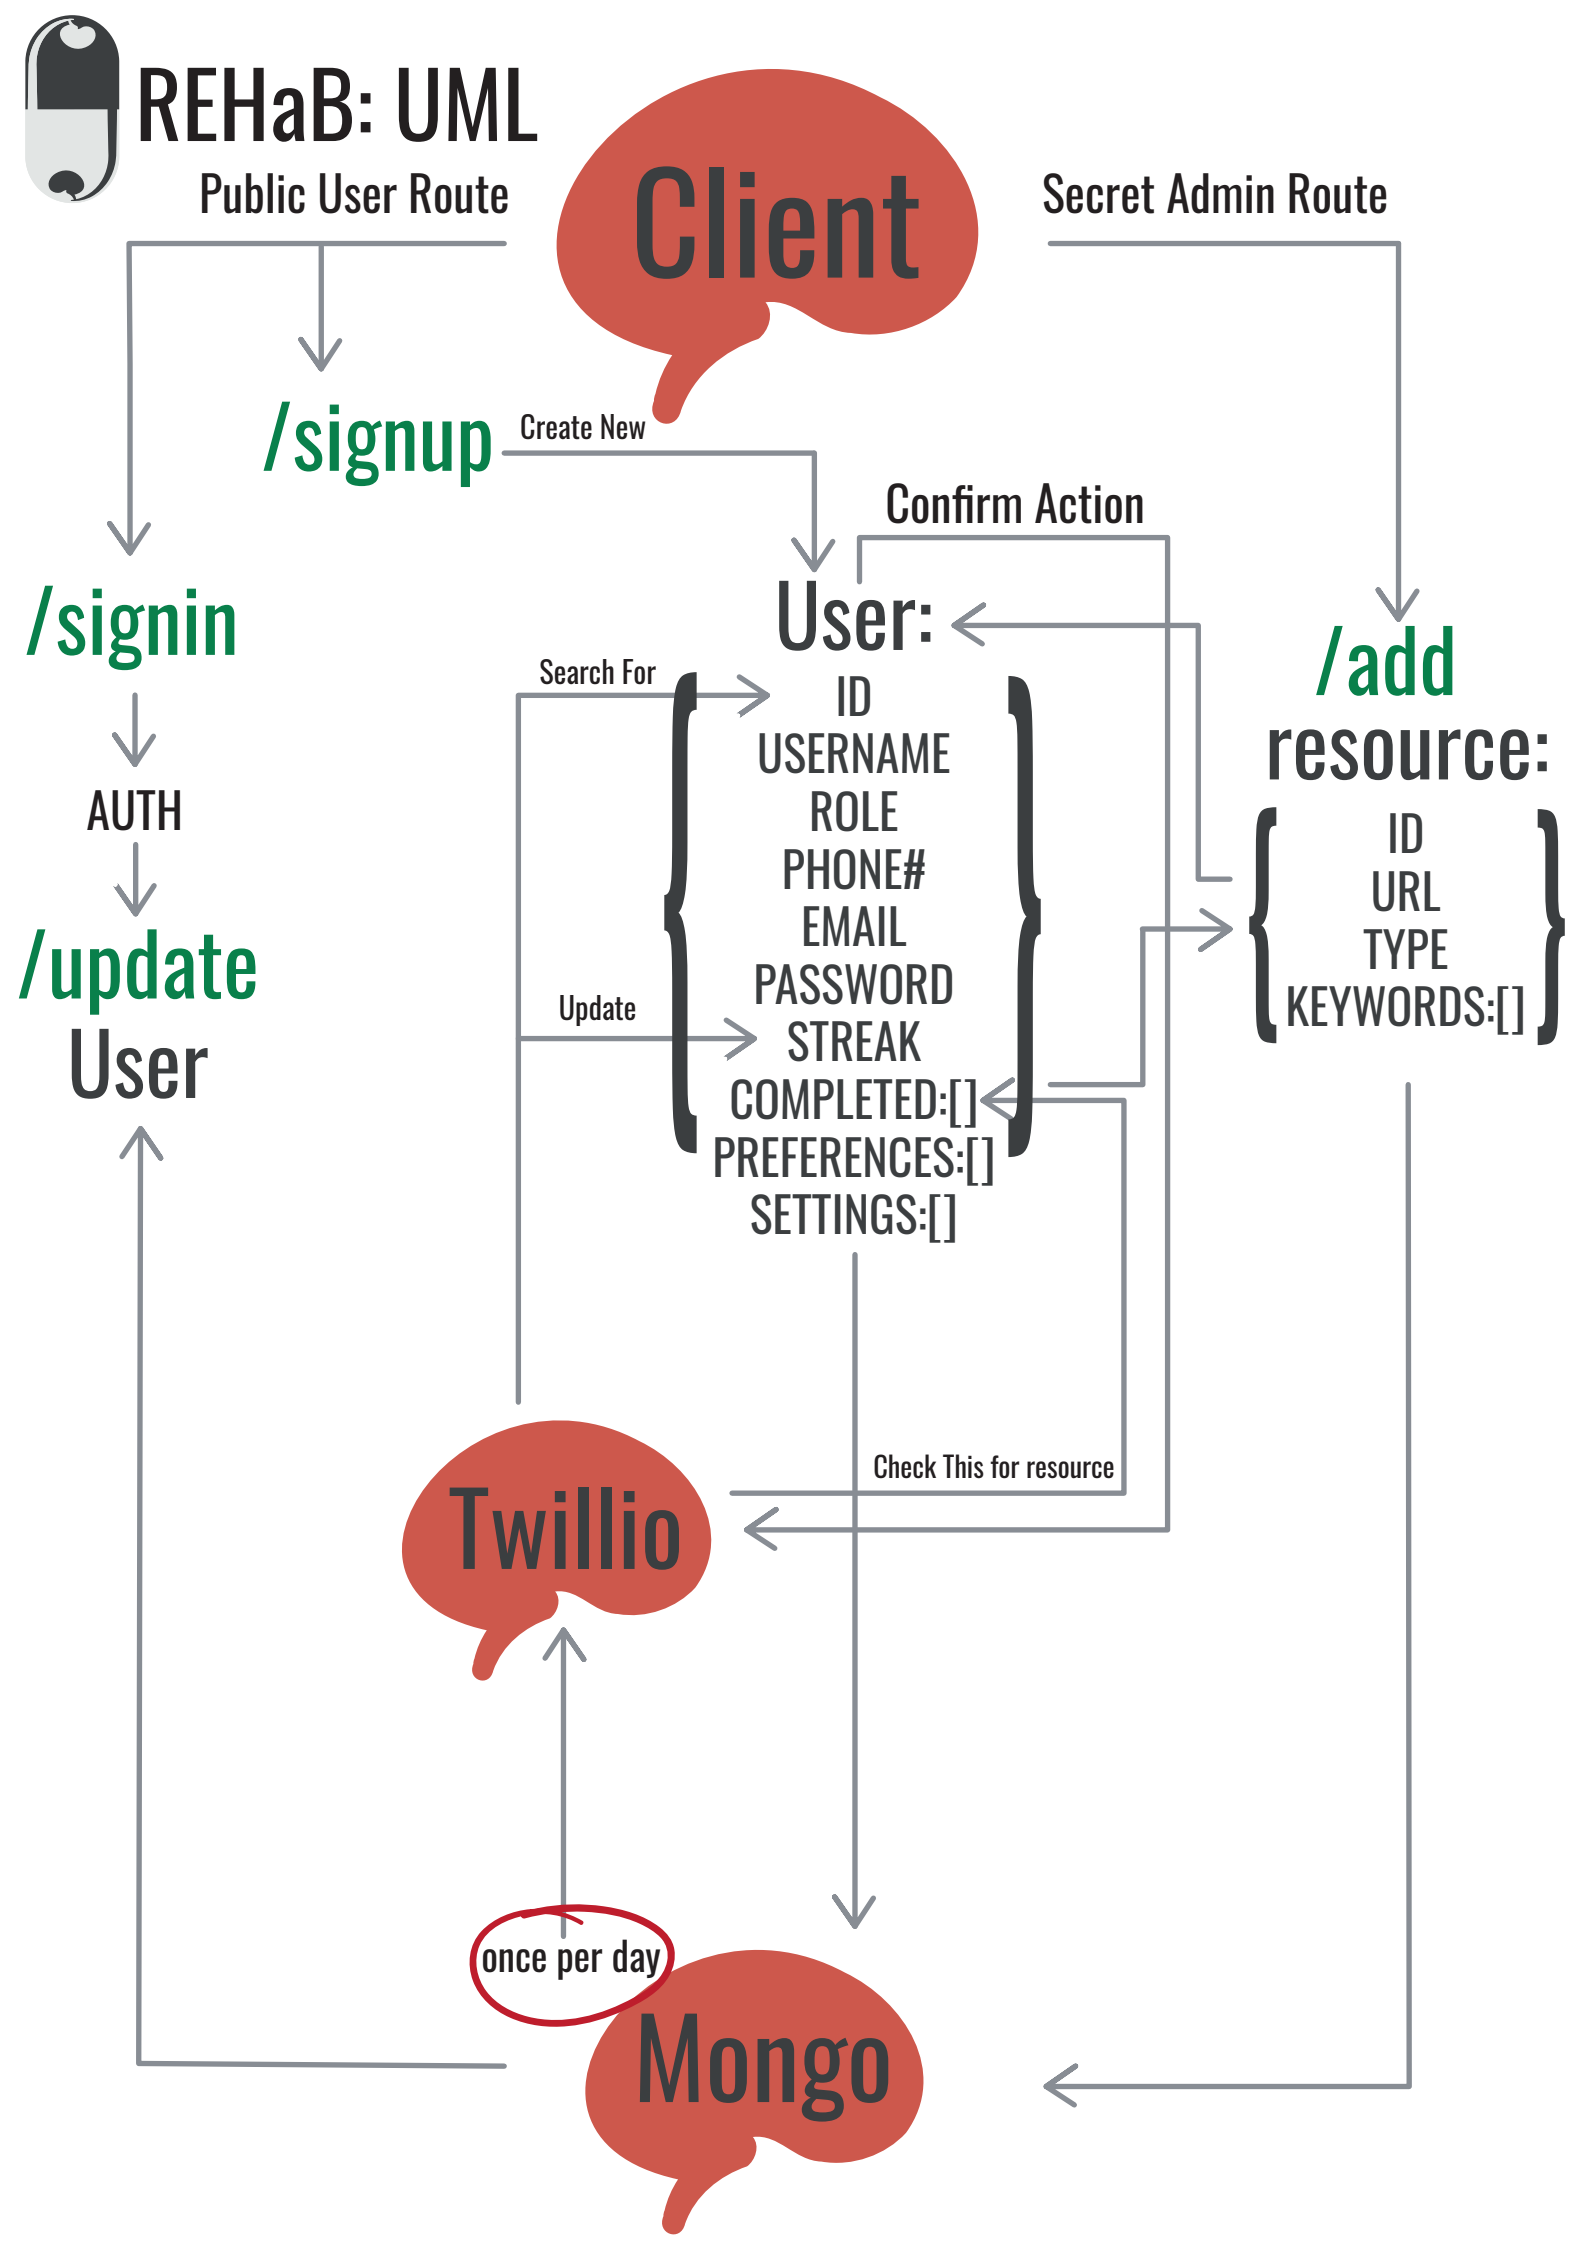 REHaB: UML
Public User Route
Client
Secret Admin Route
/signup
Create New
Confirm Action
/signin
AUTH
/update
User
Search For
Update
User:
{
ID
USERNAME
ROLE
PHONE#
EMAIL
PASSWORD
STREAK
COMPLETED:[]
PREFERENCES:[]
SETTINGS:[]
}
/add
resource:
{
ID
URL
TYPE
KEYWORDS:[]
}
Check This for resource
Twillio
once per day
Mongo